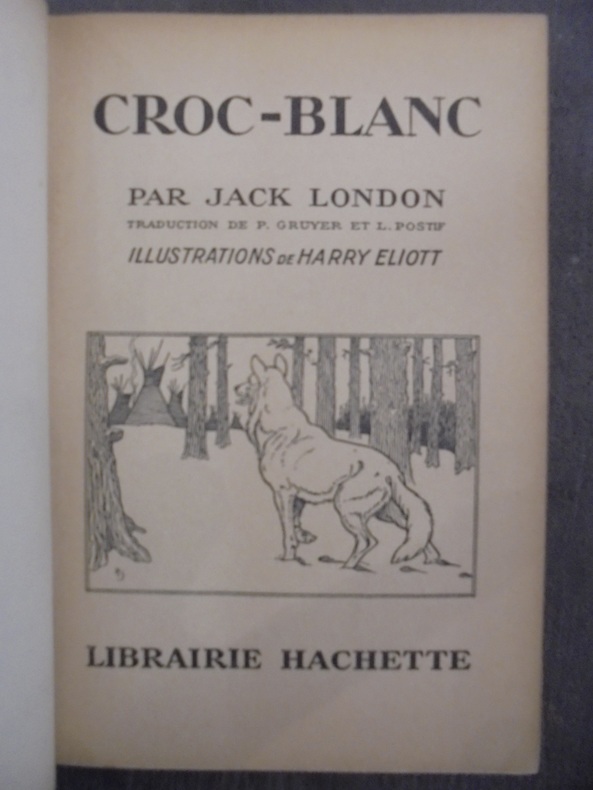 CROC-BLANC
PAR JACK LONDON
TRADUCTION DE P. GRUYER ET L. POSTIF
ILLUSTRATIONS DE HARRY ELIOTT
LIBRAIRIE HACHETTE